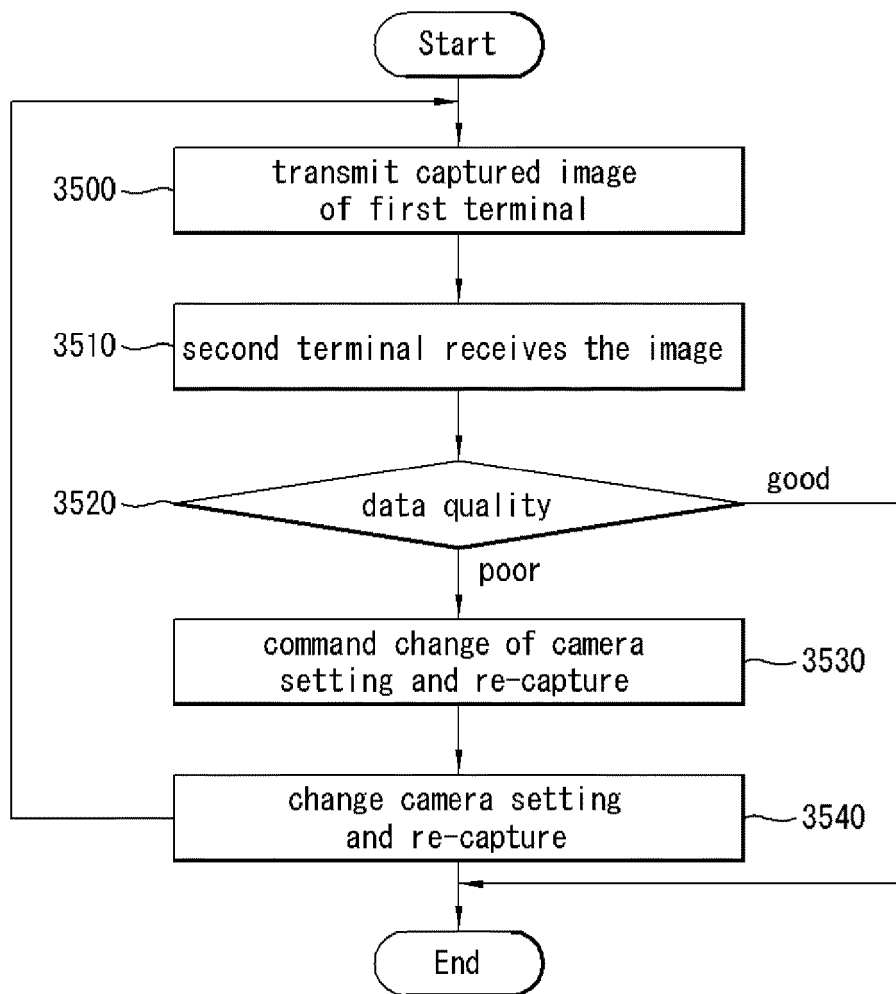 Start
3500
transmit captured image
of first terminal
3510
second terminal receives the image
3520
data quality
good
poor
command change of camera
setting and re-capture
3530
change camera setting
and re-capture
3540
End